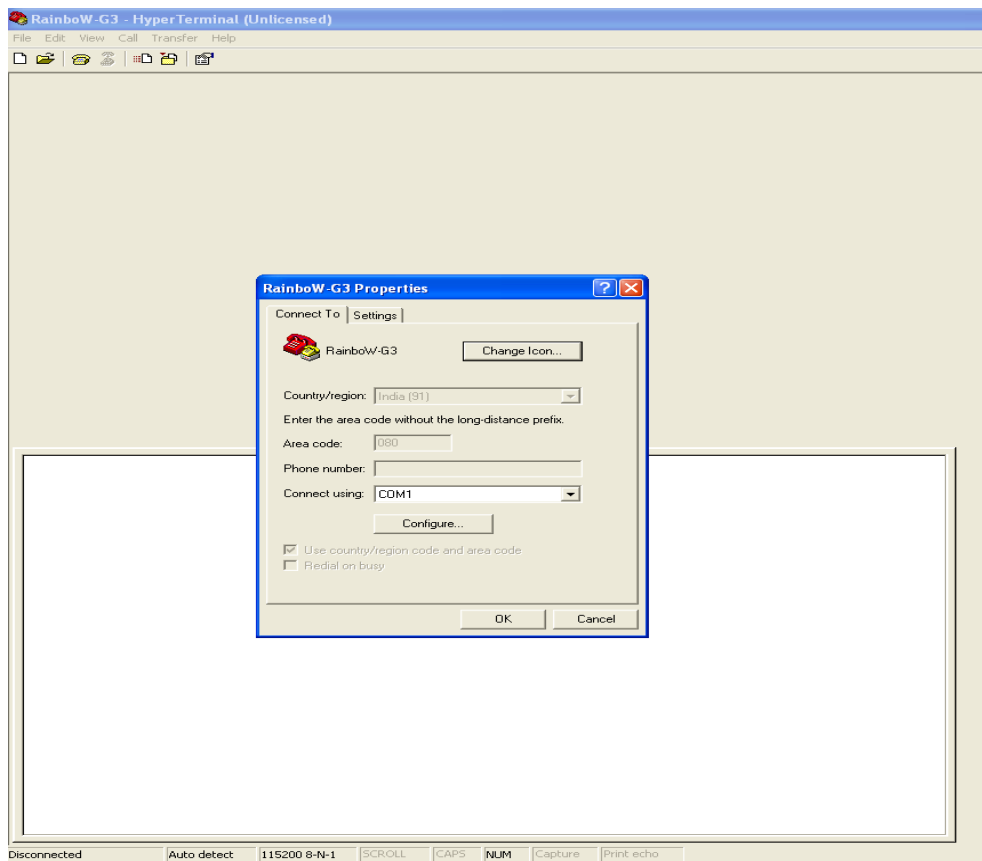 RainboW-G3 - HyperTerminal (Unlicensed)
File Edit View Call Transfer Help
RainboW-G3 Properties
Connect To Settings
RainboW-G3 Change Icon...
Country/region: India (91)
Enter the area code without the long-distance prefix.
Area code: 080
Phone number:
Connect using: COM1
Configure...
Use country/region code and area code
Redial on busy
OK Cancel
Disconnected Auto detect 115200 8-N-1 SCROLL CAPS NUM Capture Print echo